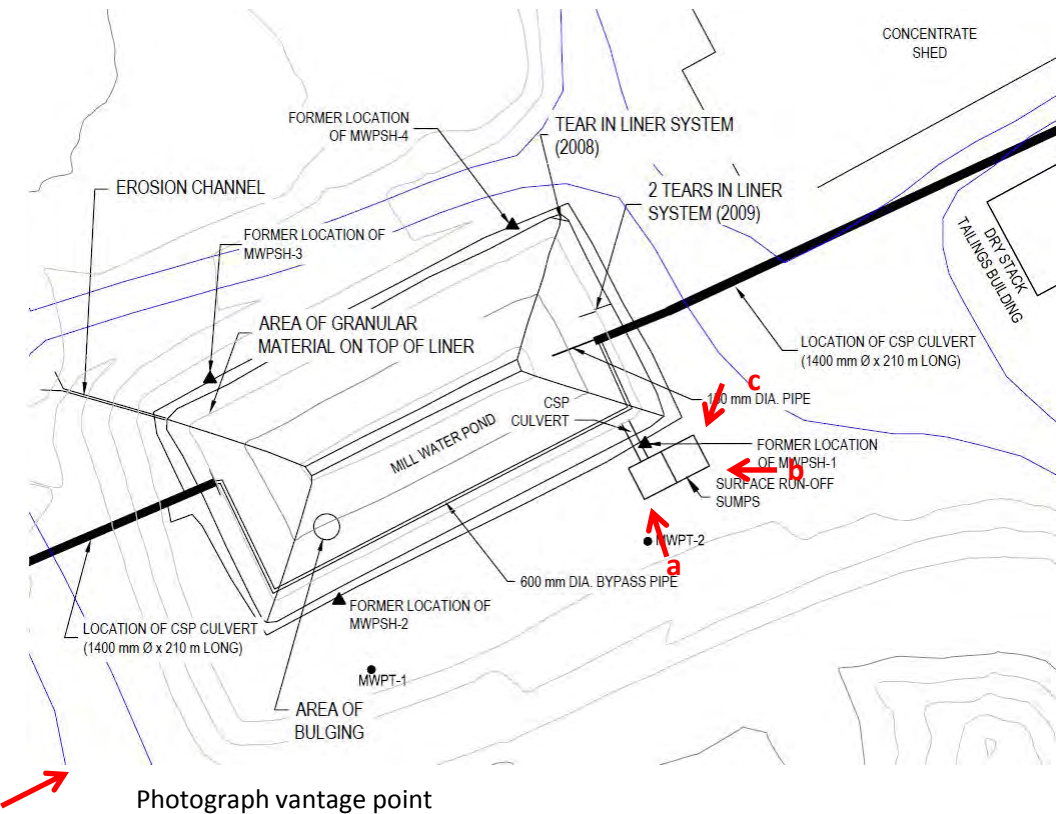 CONCENTRATE
SHED
FORMER LOCATION
OF MWPSH-4
TEAR IN LINER SYSTEM
(2008)
EROSION CHANNEL
2 TEARS IN LINER
SYSTEM (2009)
FORMER LOCATION OF
MWPSH-3
DRY STACK
TAILINGS BUILDING
AREA OF GRANULAR
MATERIAL ON TOP OF LINER
LOCATION OF CSP CULVERT
(1400 mm Ø x 210 m LONG)
c
150 mm DIA. PIPE
CSP
CULVERT
MILL WATER POND
FORMER LOCATION
OF MWPSH-1
b
SURFACE RUN-OFF
SUMPS
MWPT-2
a
600 mm DIA. BYPASS PIPE
FORMER LOCATION OF
MWPSH-2
LOCATION OF CSP CULVERT
(1400 mm Ø x 210 m LONG)
MWPT-1
AREA OF
BULGING
Photograph vantage point